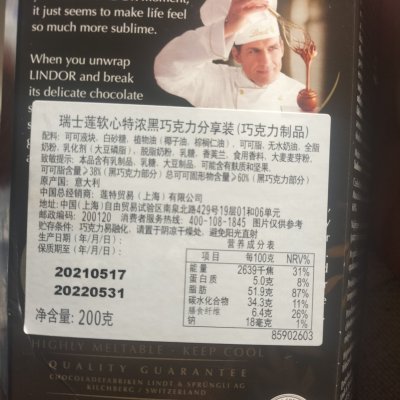 it just seems to make life feel
so much more sublime.
When you unwrap
LINDOR and break
its delicate chocolate
瑞士莲软心特浓黑巧克力分享装(巧克力制品)
配料：可可液块、白砂糖、植物油（椰子油、棕榈仁油）、可可脂、无水奶油、全脂
奶粉、乳化剂（大豆磷脂）、脱脂奶粉、乳糖、香荚兰、食用香料、大麦麦芽粉、
致敏提示：本品含有乳制品、乳糖、大豆制品，可能含有麸质和坚果、
可可脂含量≥38%（黑巧克力部分）总可可固形物含量≥60%（黑巧克力部分）
原产国：意大利
中国总经销商：莲特贸易（上海）有限公司
地址：中国（上海）自由贸易试验区南泉北路429号19层01和06单元
邮政编码：200120 消费者服务热线：400-108-1845 图片仅供参考
贮存条件：巧克力易融化，请置于阴凉干燥处，避免阳光直射
生产日期（年/月/日）：
保质期至（年/月/日）：
20210517
20220531
净含量：200克
营养成分表
项目 每100克 NRV%
能量 2639千焦 31%
蛋白质 5.0克 8%
脂肪 51.9克 87%
碳水化合物 34.3克 11%
膳食纤维 6.4克 26%
钠 18毫克 1%
85902603
HIGHLY MELTABLE - KEEP COOL
QUALITY GUARANTEE
CHOCOLADEFABRIKEN LINDT & SPRÜNGLI AG
KILCHBERG / SWITZERLAND